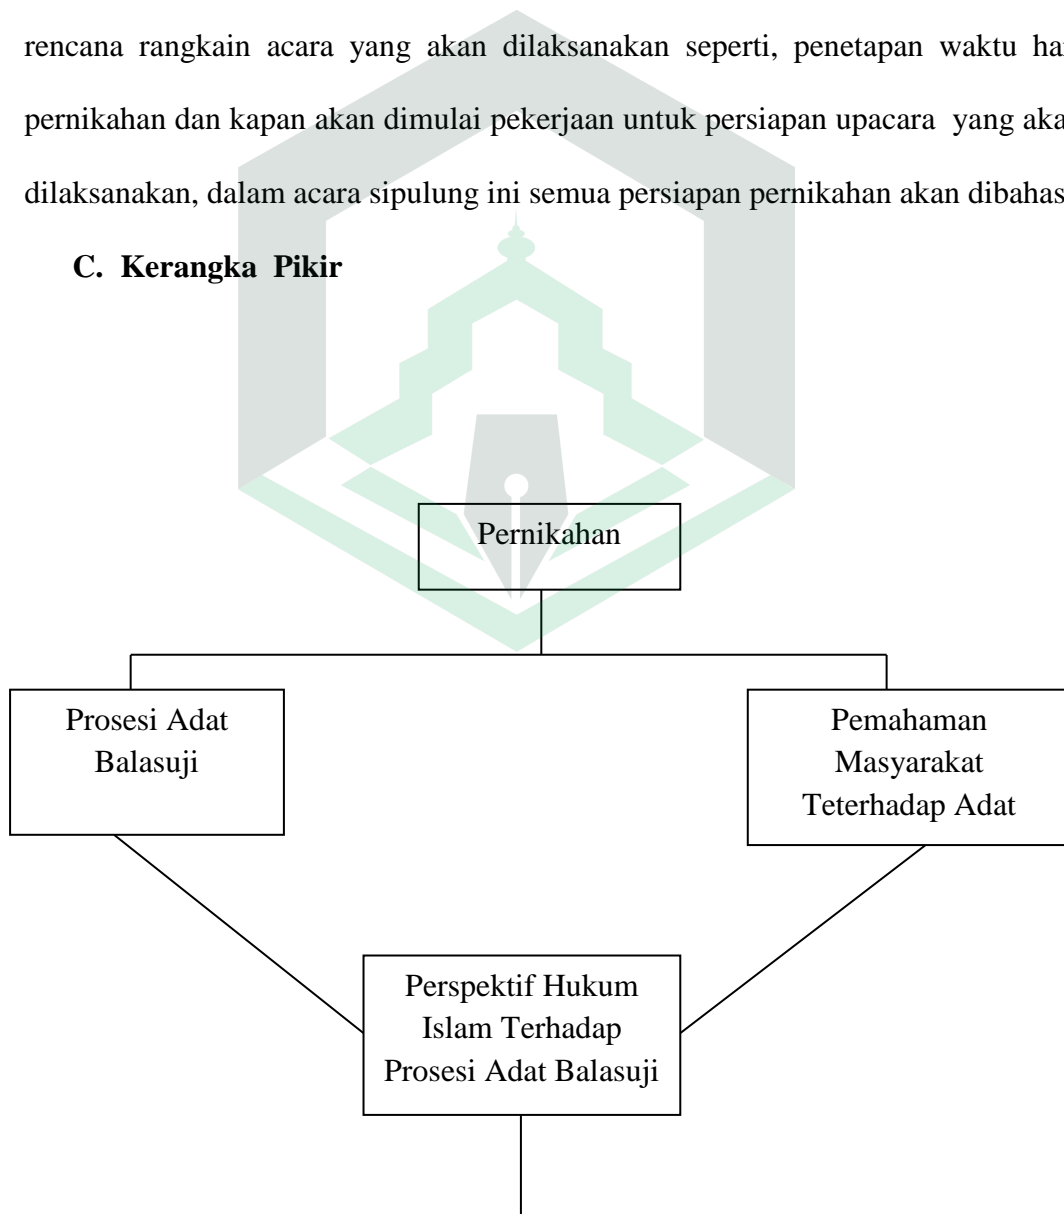 rencana rangkain acara yang akan dilaksanakan seperti, penetapan waktu
pernikahan dan kapan akan dimulai pekerjaan untuk persiapan upacara yang
dilaksanakan, dalam acara sipulung ini semua persiapan pernikahan akan dibahas
C. Kerangka Pikir
Pernikahan
Prosesi Adat
Balasuji
Pemahaman
Masyarakat
Teterhadap Adat
Perspektif Hukum
Islam Terhadap
Prosesi Adat Balasuji